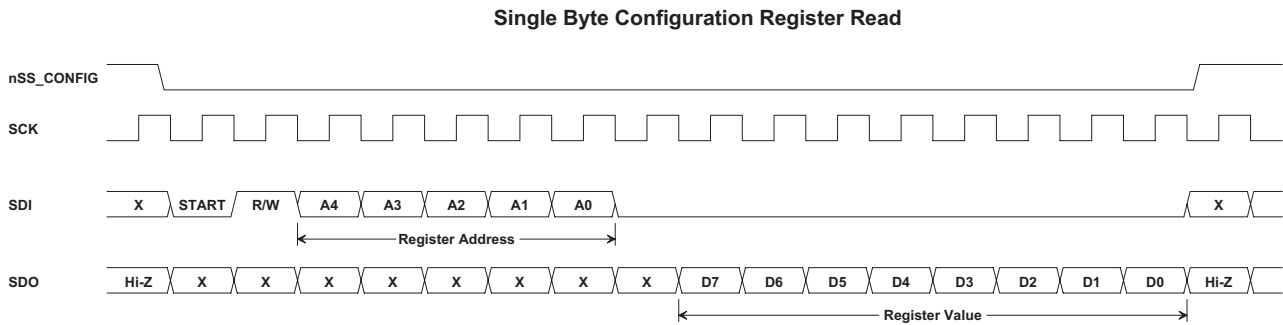 Single Byte Configuration Register Read
nSS_CONFIG
SCK
SDI X START R/W A4 A3 A2 A1 A0 X
Register Address
SDO Hi-Z X X X X X X X X D7 D6 D5 D4 D3 D2 D1 D0 Hi-Z
Register Value